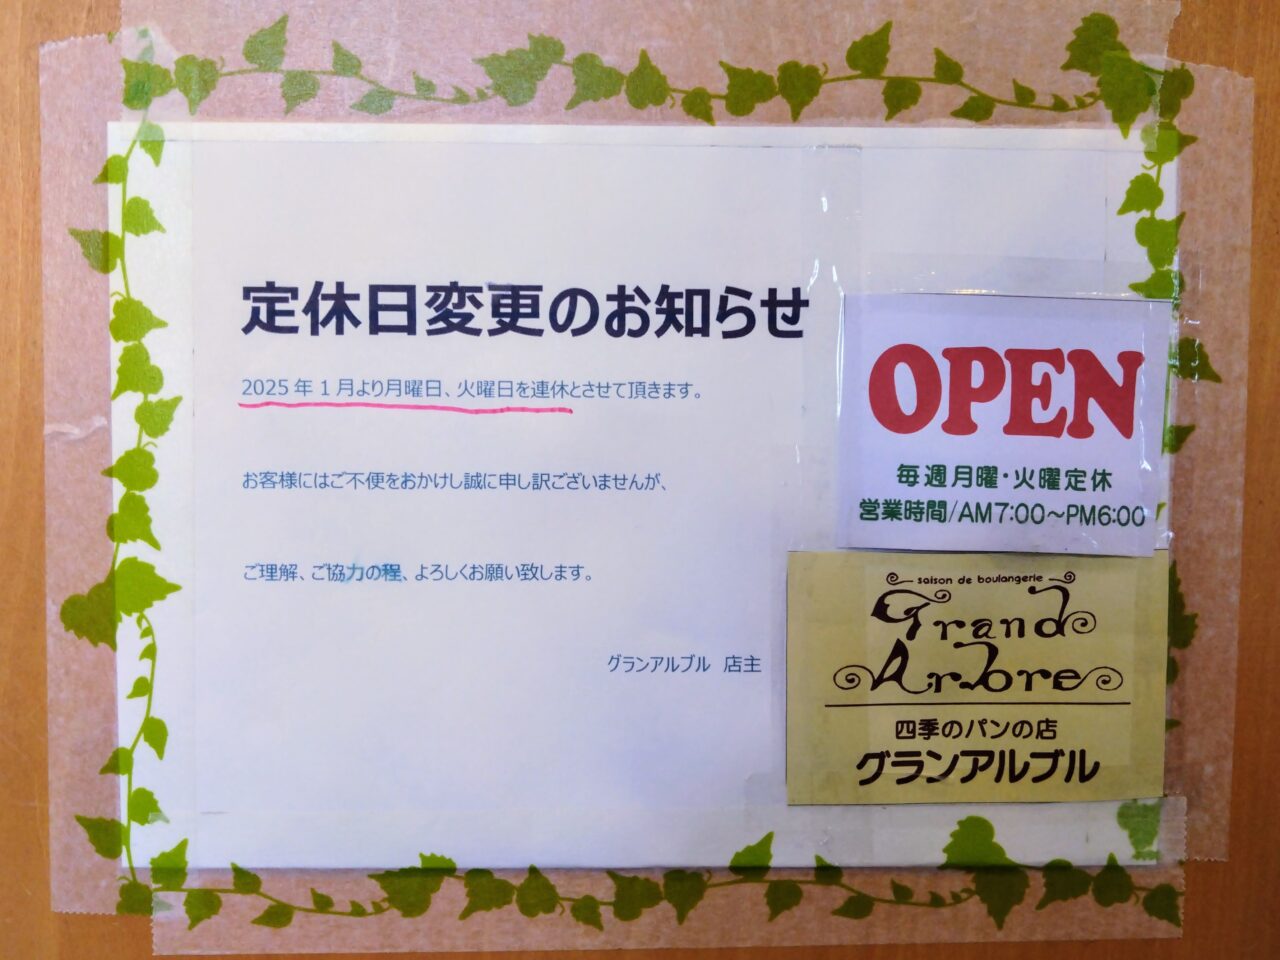 定休日変更のお知らせ
2025年1月より月曜日、火曜日を連休とさせて頂きます。
お客様にはご不便をおかけし誠に申し訳ございませんが、
ご理解、ご協力の程、よろしくお願い致します。
グランアルブル 店主
OPEN
毎週月曜・火曜定休
営業時間/AM7:00～PM6:00
saison de boulangerie
Grand
Arbre
四季のパンの店
グランアルブル